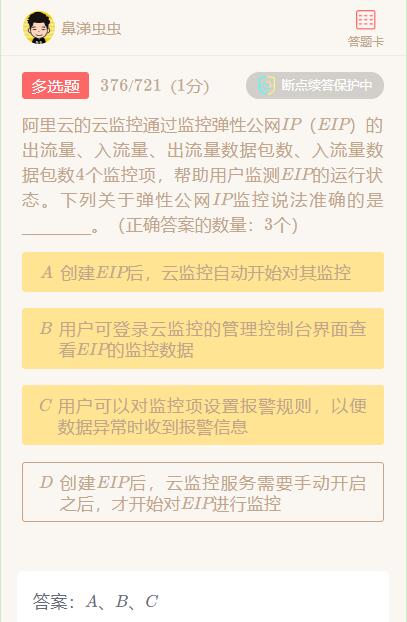 鼻涕虫虫
答题卡
多选题 376/721（1分） 断点续答保护中
阿里云的云监控通过监控弹性公网IP（EIP）的
出流量、入流量、出流量数据包数、入流量数
据包数4个监控项，帮助用户监测EIP的运行状
态。下列关于弹性公网IP监控说法准确的是
________。（正确答案的数量：3个）
A 创建EIP后，云监控自动开始对其监控
B 用户可登录云监控的管理控制台界面查
看EIP的监控数据
C 用户可以对监控项设置报警规则，以便
数据异常时收到报警信息
D 创建EIP后，云监控服务需要手动开启
之后，才开始对EIP进行监控
答案：A、B、C